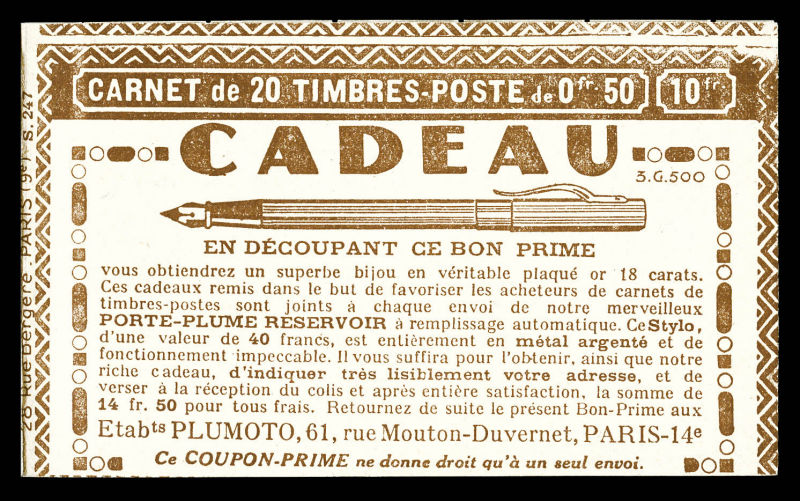 CARNET de 20 TIMBRES-POSTE de 0fr 50 10fr
CADEAU
3.G.500
EN DÉCOUPANT CE BON PRIME
vous obtiendrez un superbe bijou en véritable plaqué or 18 carats.
Ces cadeaux remis dans le but de favoriser les acheteurs de carnets de
timbres-postes sont joints à chaque envoi de notre merveilleux
PORTE-PLUME RESERVOIR à remplissage automatique. Ce Stylo,
d'une valeur de 40 francs, est entièrement en métal argenté et de
fonctionnement impeccable. Il vous suffira pour l'obtenir, ainsi que notre
riche cadeau, d'indiquer très lisiblement votre adresse, et de
verser à la réception du colis et après entière satisfaction, la somme de
14 fr. 50 pour tous frais. Retournez de suite le présent Bon-Prime aux
Etabts PLUMOTO, 61, rue Mouton-Duvernet, PARIS-14e
Ce COUPON-PRIME ne donne droit qu'à un seul envoi.
28 Rue Bergère. PARIS (9e) S. 247